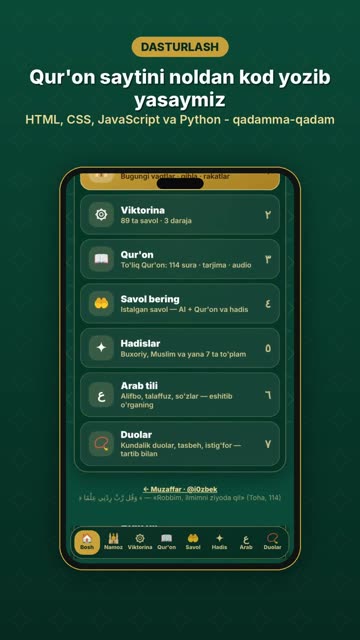 DASTURLASH
Qur'on saytini noldan kod yozib
yasaymiz
HTML, CSS, JavaScript va Python - qadamma-qadam
Bugungi vaqtlar · qibla · rakatlar
Viktorina
89 ta savol · 3 daraja
٢
Qur'on
To'liq Qur'on: 114 sura · tarjima · audio
٣
Savol bering
Istalgan savol — AI + Qur'on va hadis
٤
Hadislar
Buxoriy, Muslim va yana 7 ta to'plam
٥
ع
Arab tili
Alifbo, talaffuz, so'zlar — eshitib
o'rganing
٦
Duolar
Kundalik duolar, tasbeh, istig'for —
tartib bilan
٧
← Muzaffar · @i0zbek
﴿ وَقُل رَّبِّ زِدْنِي عِلْمًا ﴾ — «Robbim, ilmimni ziyoda qil» (Toha, 114)
Bosh Namoz Viktorina Qur'on Savol Hadis ع Arab Duolar